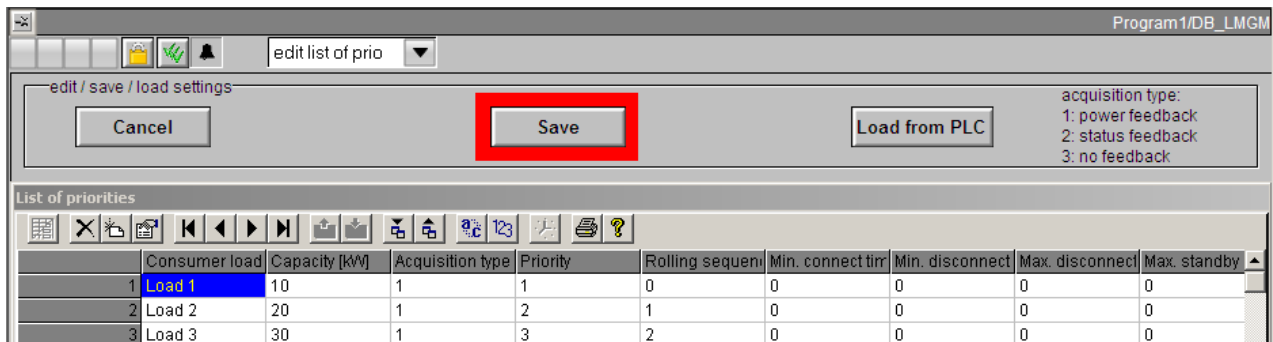 Program1/DB_LMGM
edit list of prio
edit / save / load settings
Cancel
Save
Load from PLC
acquisition type:
1: power feedback
2: status feedback
3: no feedback
List of priorities
Consumer load Capacity [kW] Acquisition type Priority Rolling sequen Min. connect tim Min. disconnect Max. disconnect Max. standby
1 Load 1 10 1 1 0 0 0 0 0
2 Load 2 20 1 2 1 0 0 0 0
3 Load 3 30 1 3 2 0 0 0 0